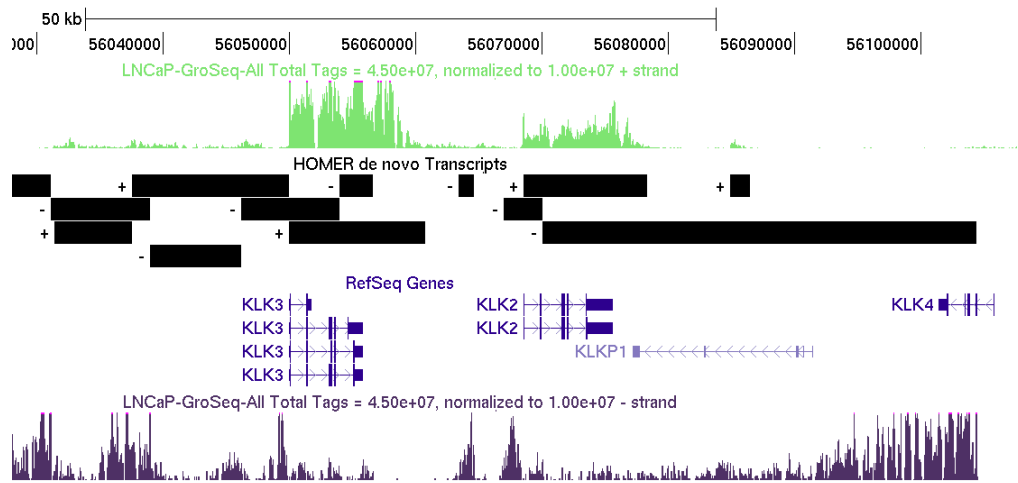 50 kb
000 56040000 56050000 56060000 56070000 56080000 56090000 56100000
LNCaP-GroSeq-All Total Tags = 4.50e+07, normalized to 1.00e+07 + strand
HOMER de novo Transcripts
+ - - + +
- - -
+ + -
-
RefSeq Genes
KLK3 KLK2 KLK4
KLK3 KLK2
KLK3 KLKP1
KLK3
LNCaP-GroSeq-All Total Tags = 4.50e+07, normalized to 1.00e+07 - strand